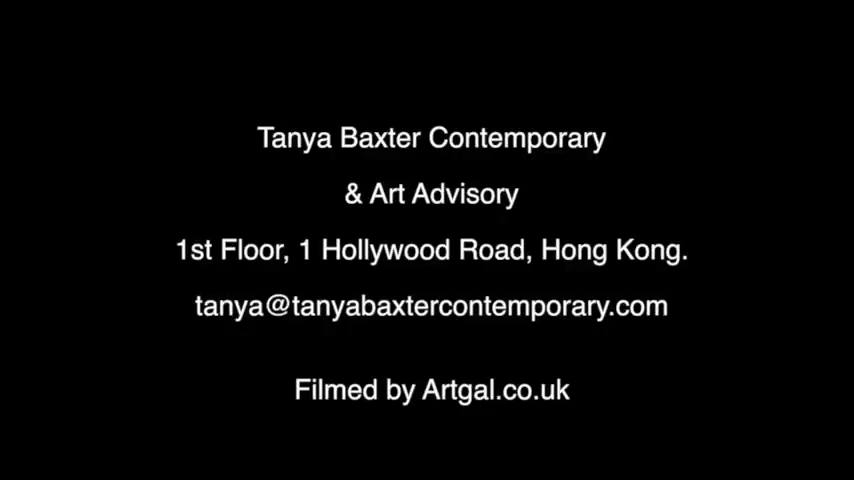 Tanya Baxter Contemporary
& Art Advisory
1st Floor, 1 Hollywood Road, Hong Kong.
tanya@tanyabaxtercontemporary.com
Filmed by Artgal.co.uk